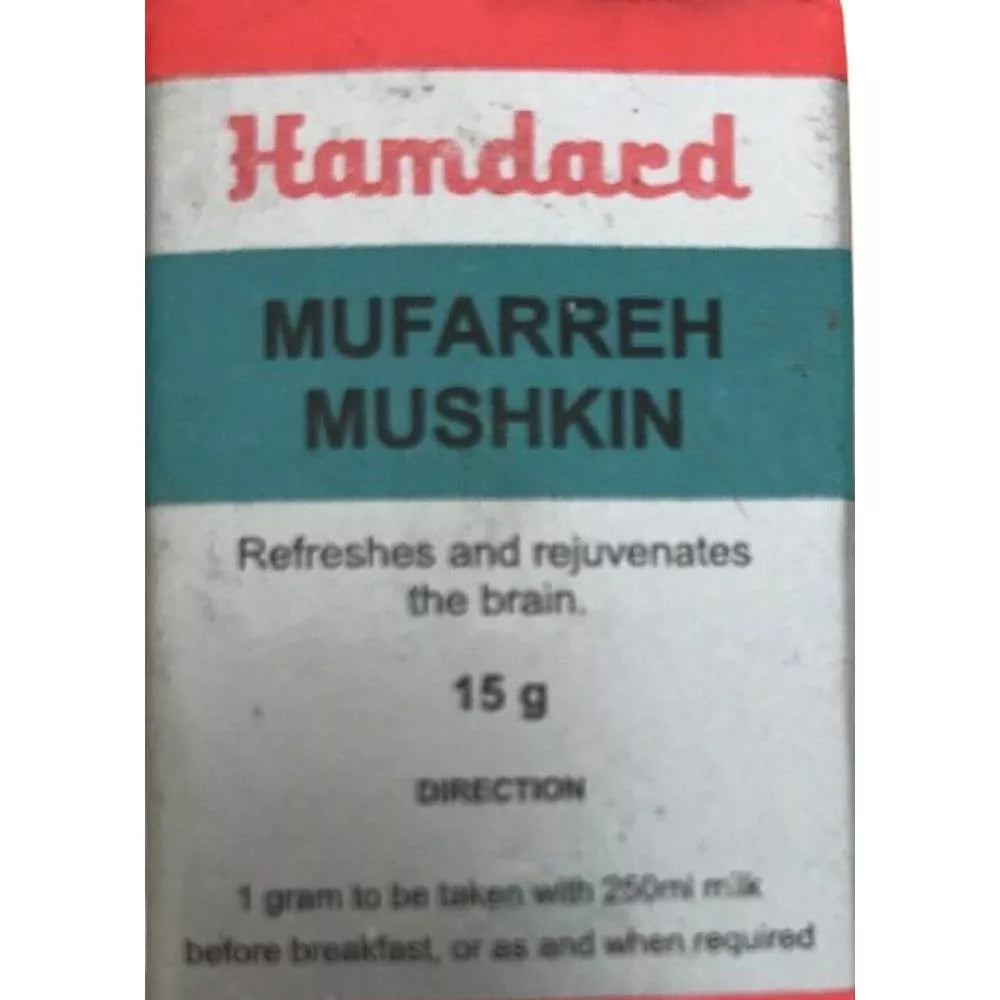 Hamdard
MUFARREH
MUSHKIN
Refreshes and rejuvenates
the brain.
15 g
DIRECTION
1 gram to be taken with 250ml milk
before breakfast, or as and when required